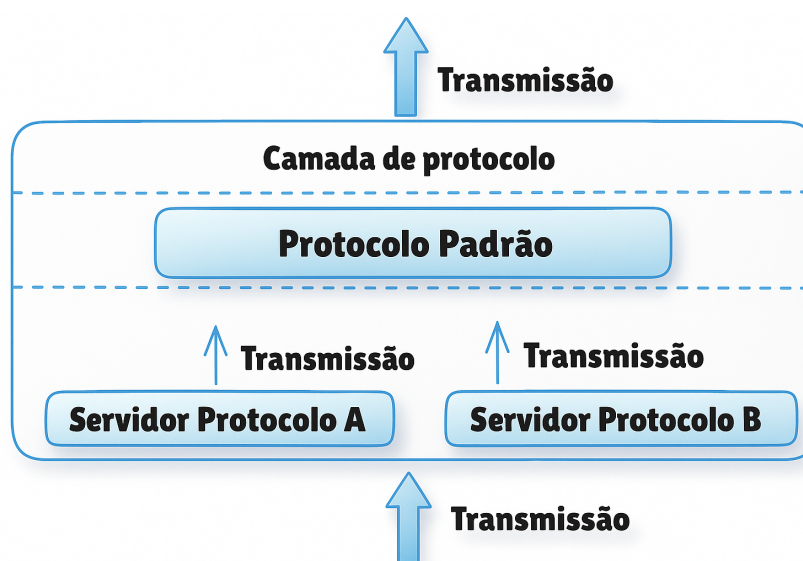 Transmissão
Camada de protocolo
Protocolo Padrão
Transmissão
Transmissão
Servidor Protocolo A
Servidor Protocolo B
Transmissão